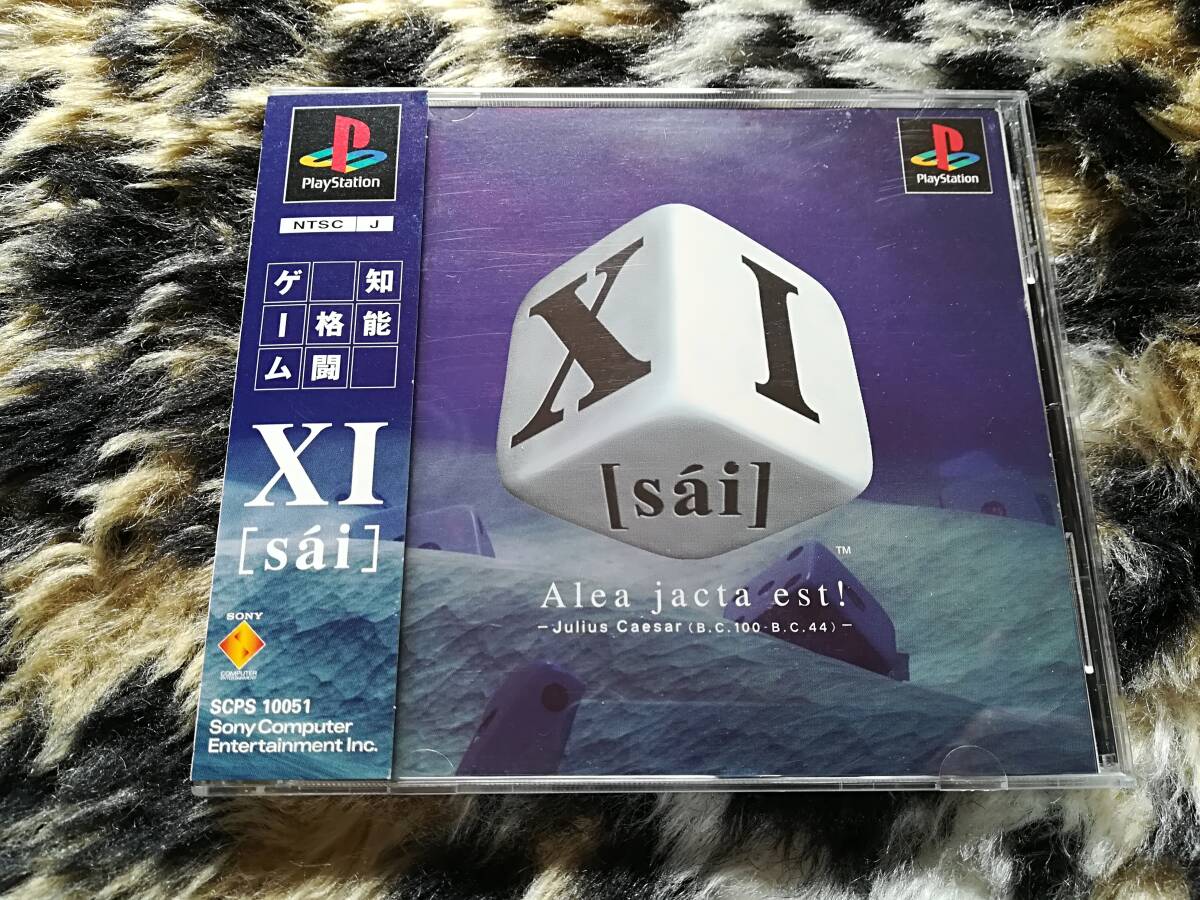 PlayStation
NTSC J
知能
格闘
ゲーム
XI
[sái]
SONY
COMPUTER
ENTERTAINMENT
SCPS 10051
Sony Computer
Entertainment Inc.
PlayStation
XI
[sái]
TM
Alea jacta est!
–Julius Caesar (B.C.100-B.C.44)–